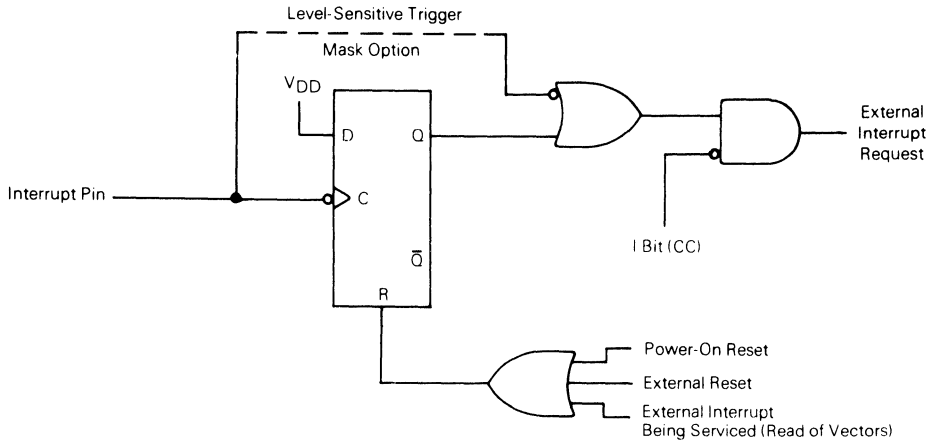 Level-Sensitive Trigger
Mask Option
VDD
D
Q
External
Interrupt
Request
Interrupt Pin
C
I Bit (CC)
Q̅
R
Power-On Reset
External Reset
External Interrupt
Being Serviced (Read of Vectors)